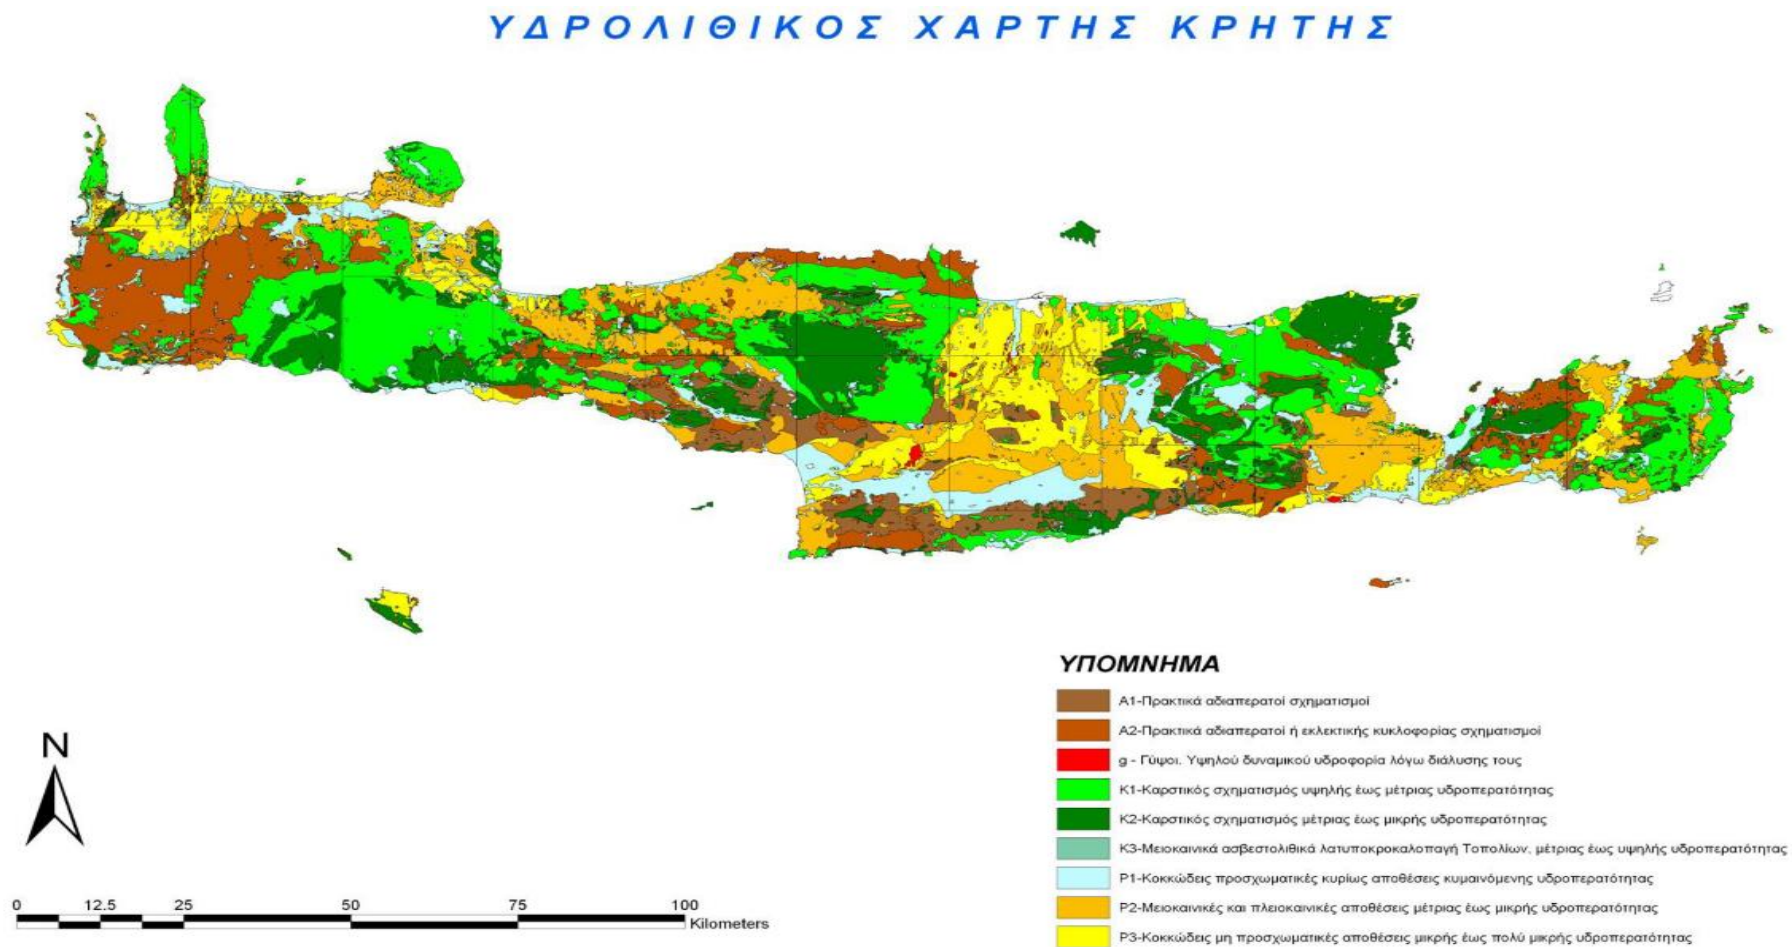 ΥΔΡΟΛΙΘΙΚΟΣ ΧΑΡΤΗΣ ΚΡΗΤΗΣ
ΥΠΟΜΝΗΜΑ
Α1-Πρακτικά αδιαπερατοί σχηματισμοί
Α2-Πρακτικά αδιαπερατοί ή εκλεκτικής κυκλοφορίας σχηματισμοί
g - Γύψοι. Υψηλού δυναμικού υδροφορία λόγω διάλυσης τους
Κ1-Καρστικός σχηματισμός υψηλής έως μέτριας υδροπερατότητας
Κ2-Καρστικός σχηματισμός μέτριας έως μικρής υδροπερατότητας
Κ3-Μειοκαινικά ασβεστολιθικά λατυποκροκαλοπαγή Τοπολίων, μέτριας έως υψηλής υδροπερατότητας
Ρ1-Κοκκώδεις προσχωματικές κυρίως αποθέσεις κυμαινόμενης υδροπερατότητας
Ρ2-Μειοκαινικές και πλειοκαινικές αποθέσεις μέτριας έως μικρής υδροπερατότητας
Ρ3-Κοκκώδεις μη προσχωματικές αποθέσεις μικρής έως πολύ μικρής υδροπερατότητας
N
0 12.5 25 50 75 100
Kilometers